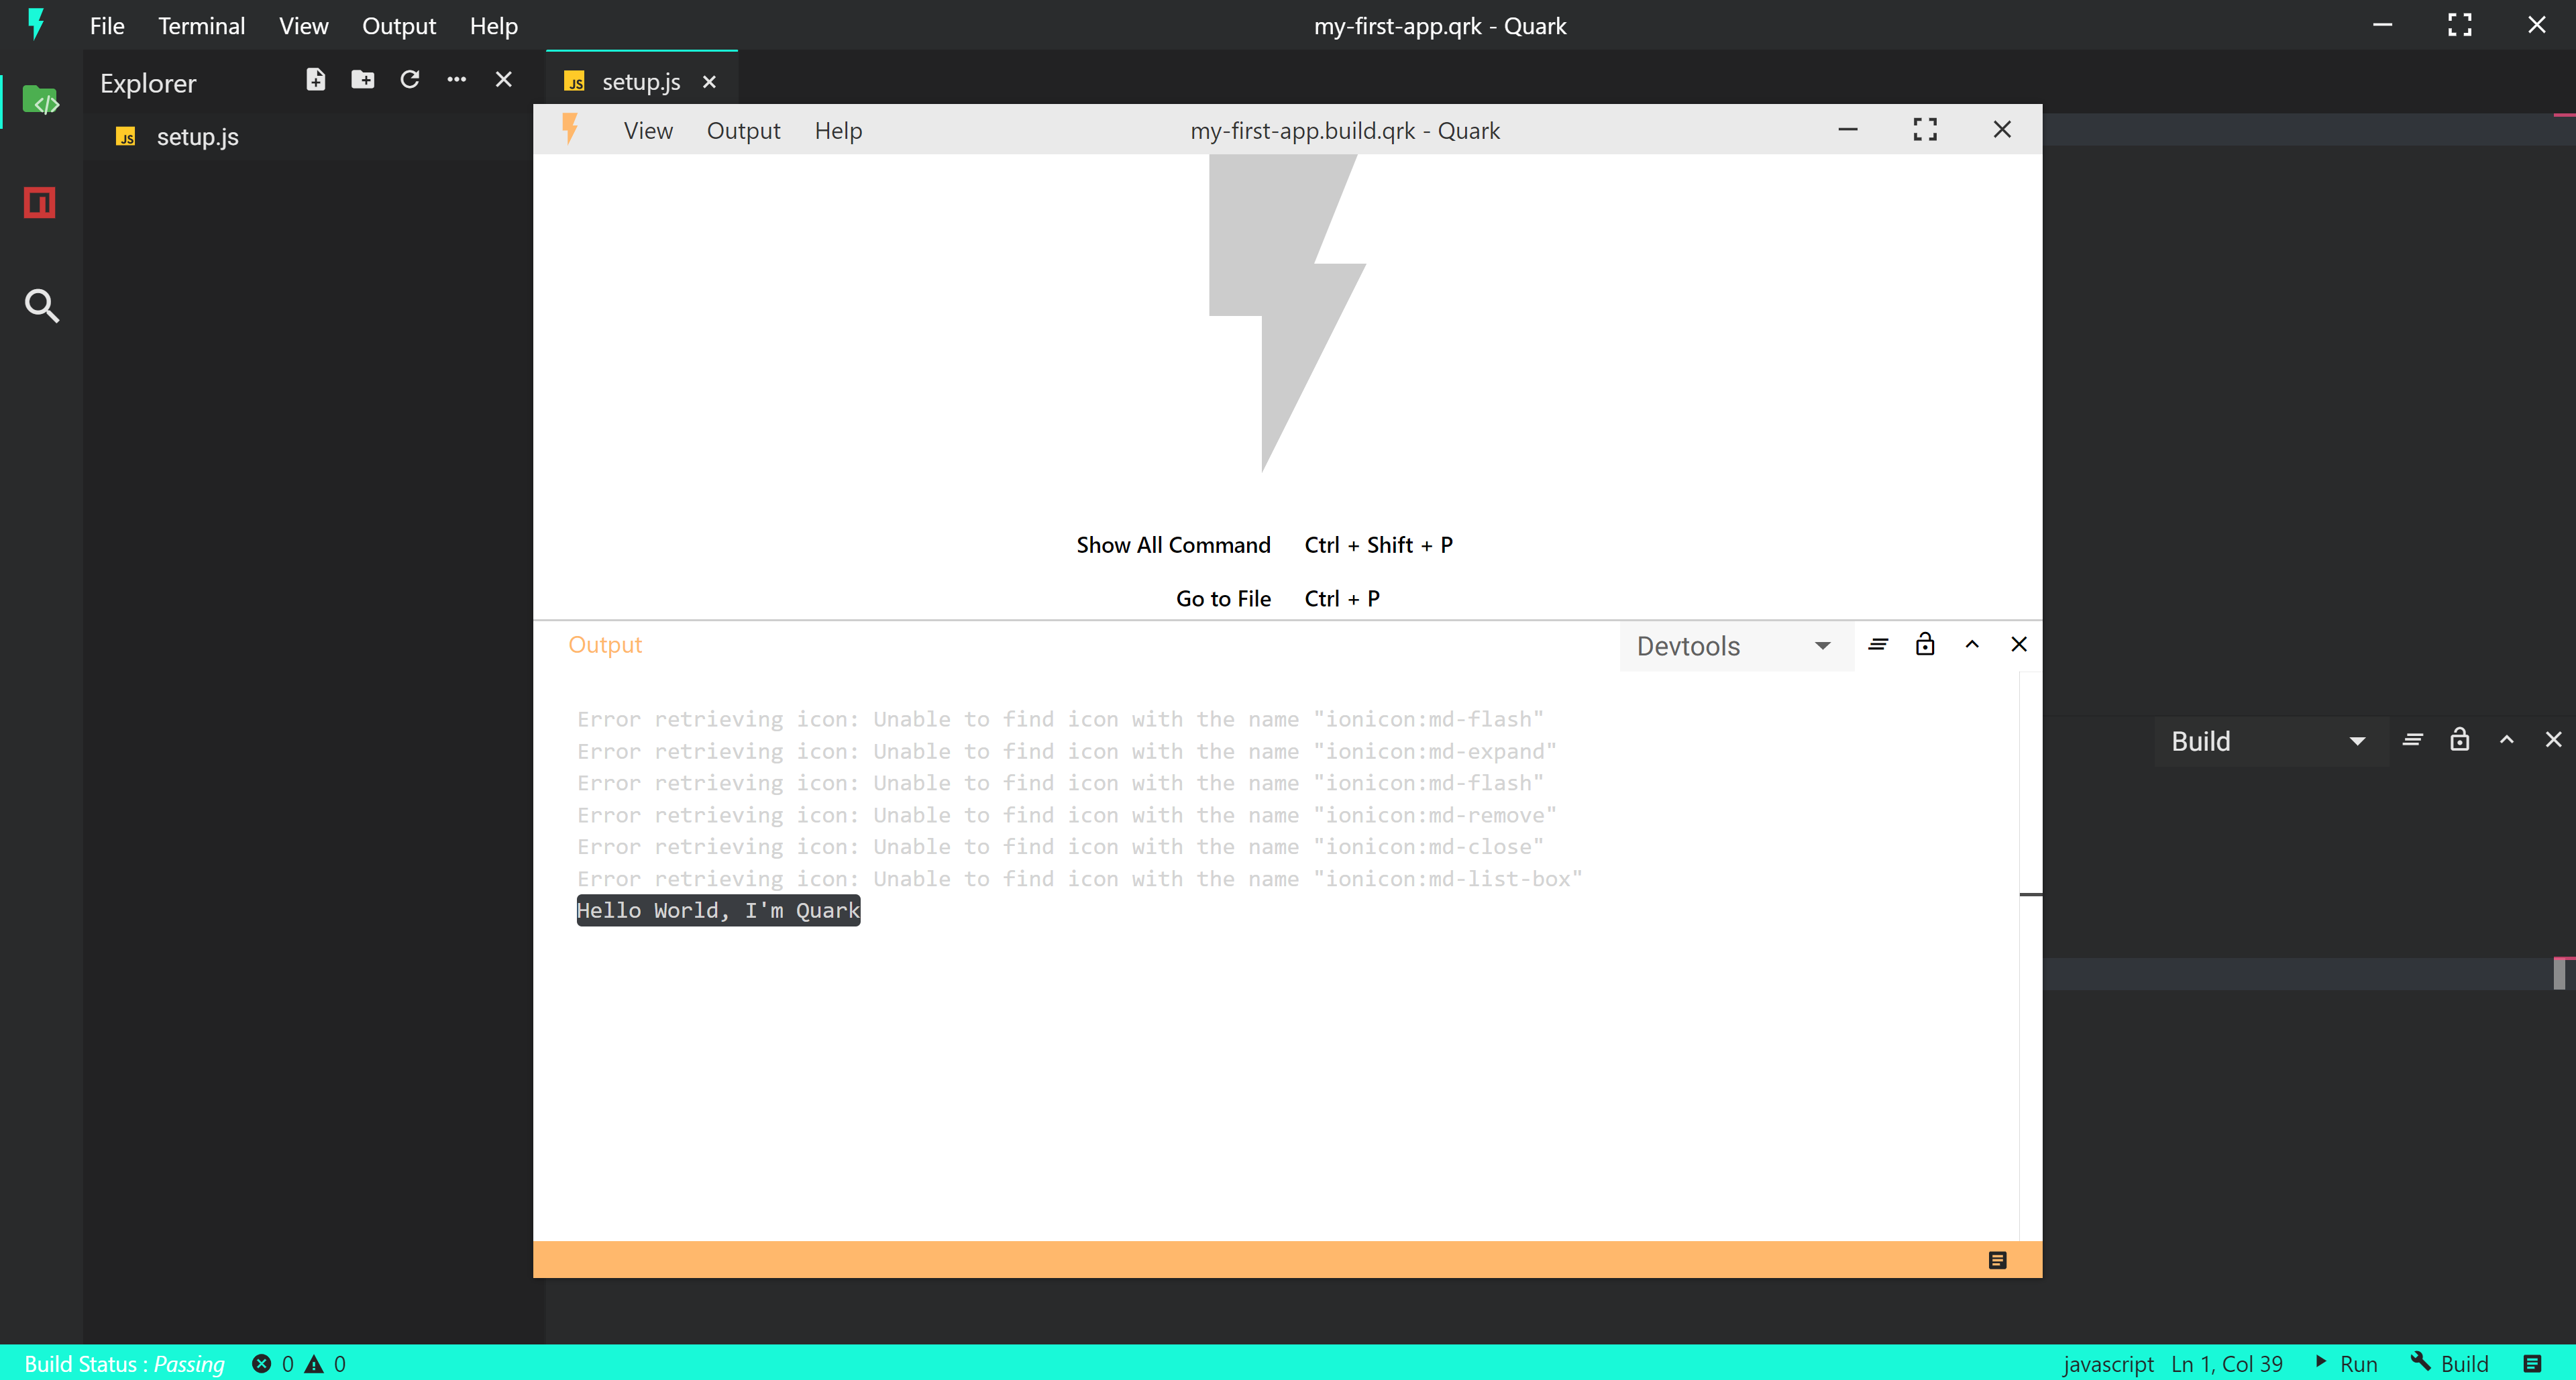 File Terminal View Output Help
my-first-app.qrk - Quark
Explorer
setup.js
JS setup.js
JS
View Output Help
my-first-app.build.qrk - Quark
Show All Command Ctrl + Shift + P
Go to File Ctrl + P
Output
Devtools
Error retrieving icon: Unable to find icon with the name "ionicon:md-flash"
Error retrieving icon: Unable to find icon with the name "ionicon:md-expand"
Error retrieving icon: Unable to find icon with the name "ionicon:md-flash"
Error retrieving icon: Unable to find icon with the name "ionicon:md-remove"
Error retrieving icon: Unable to find icon with the name "ionicon:md-close"
Error retrieving icon: Unable to find icon with the name "ionicon:md-list-box"
Hello World, I'm Quark
Build
Build Status : Passing 0 0
javascript Ln 1, Col 39 Run Build